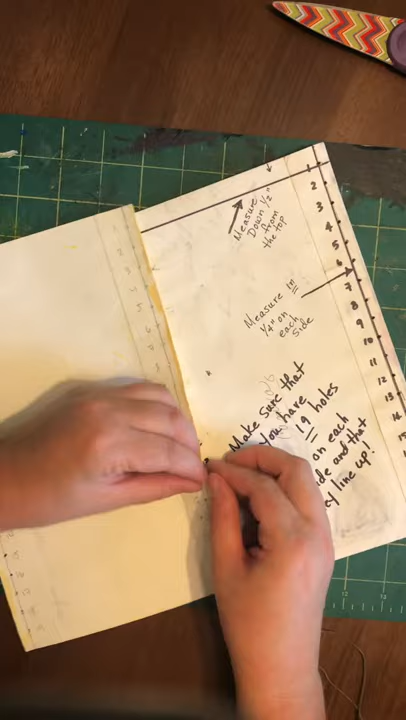 Measure
Down 1/2"
from
the top
Measure in
1/4" on
each
side
Make sure that
you have
19 holes
on each
and that
line up!
2
3
4
5
6
7
8
9
10
11
12
13
14
15